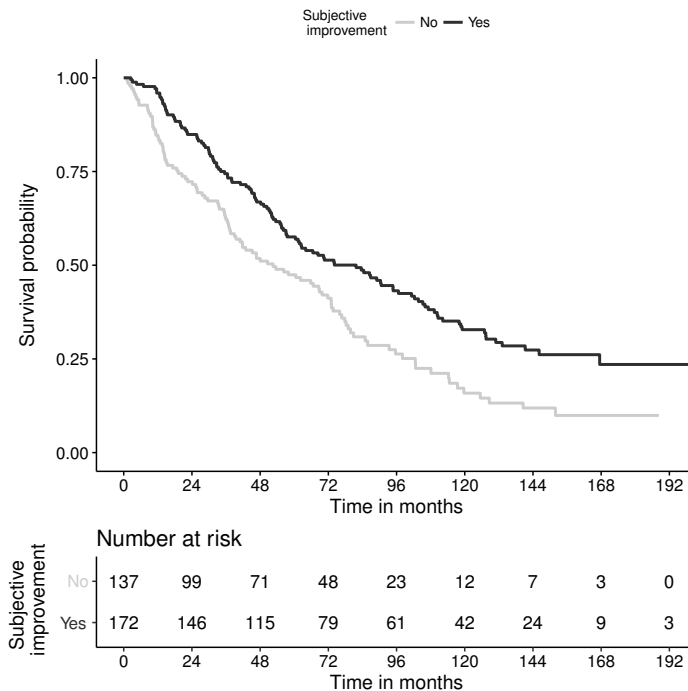 Subjective
improvement No Yes
1.00
0.75
0.50
0.25
0.00
Survival probability
0 24 48 72 96 120 144 168 192
Time in months
Number at risk
Subjective
improvement
No 137 99 71 48 23 12 7 3 0
Yes 172 146 115 79 61 42 24 9 3
0 24 48 72 96 120 144 168 192
Time in months